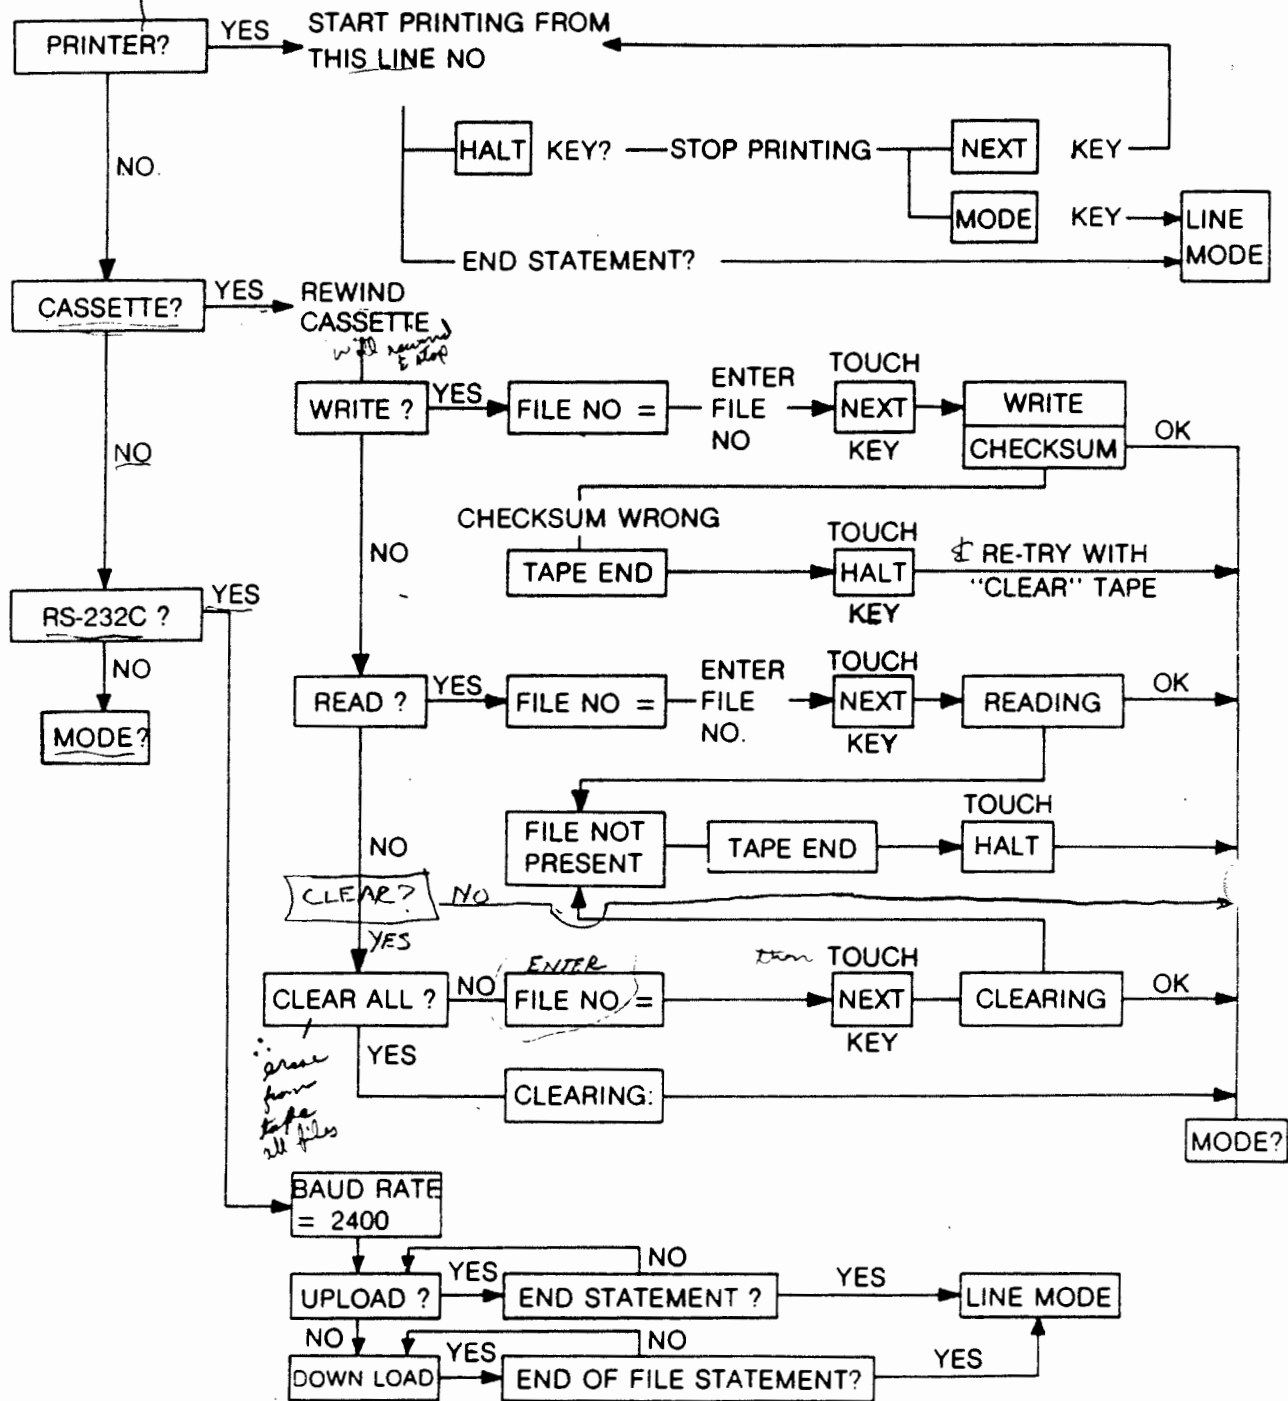 PRINTER?
YES
START PRINTING FROM
THIS LINE NO
NO.
HALT KEY? STOP PRINTING NEXT KEY
MODE KEY
LINE
MODE
END STATEMENT?
CASSETTE?
YES
REWIND
CASSETTE
will rewind
& stop
WRITE ?
YES
FILE NO =
ENTER
FILE
NO
TOUCH
NEXT
KEY
WRITE
CHECKSUM
OK
NO
CHECKSUM WRONG
TAPE END
TOUCH
HALT
KEY
& RE-TRY WITH
"CLEAR" TAPE
NO
RS-232C ?
YES
NO
MODE?
READ ?
YES
FILE NO =
ENTER
FILE
NO.
TOUCH
NEXT
KEY
READING
OK
NO
FILE NOT
PRESENT
TAPE END
TOUCH
HALT
CLEAR?
NO
YES
CLEAR ALL ?
NO
ENTER
FILE NO =
then
TOUCH
NEXT
KEY
CLEARING
OK
∴ erase
from
tape
all files
YES
CLEARING:
MODE?
BAUD RATE
= 2400
UPLOAD ?
YES
END STATEMENT ?
NO
YES
LINE MODE
NO
DOWN LOAD
YES
END OF FILE STATEMENT?
NO
YES